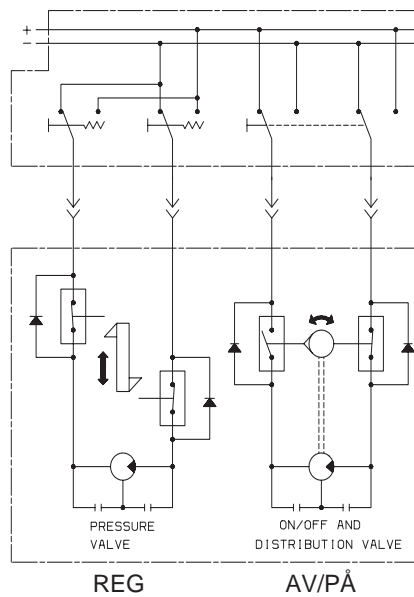 +
−
PRESSURE
VALVE
ON/OFF AND
DISTRIBUTION VALVE
REG
AV/PÅ